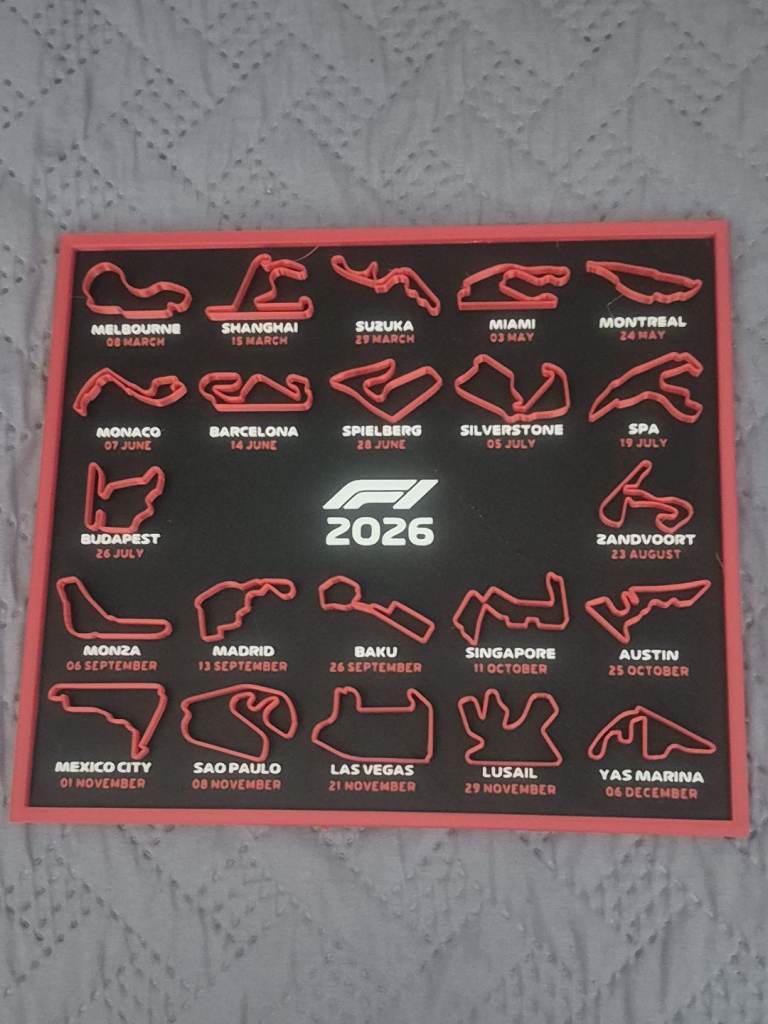 MELBOURNE
08 MARCH
SHANGHAI
15 MARCH
SUZUKA
29 MARCH
MIAMI
03 MAY
MONTREAL
24 MAY
MONACO
07 JUNE
BARCELONA
14 JUNE
SPIELBERG
28 JUNE
SILVERSTONE
05 JULY
SPA
19 JULY
BUDAPEST
26 JULY
F1
2026
ZANDVOORT
23 AUGUST
MONZA
06 SEPTEMBER
MADRID
13 SEPTEMBER
BAKU
26 SEPTEMBER
SINGAPORE
11 OCTOBER
AUSTIN
25 OCTOBER
MEXICO CITY
01 NOVEMBER
SAO PAULO
08 NOVEMBER
LAS VEGAS
21 NOVEMBER
LUSAIL
29 NOVEMBER
YAS MARINA
06 DECEMBER